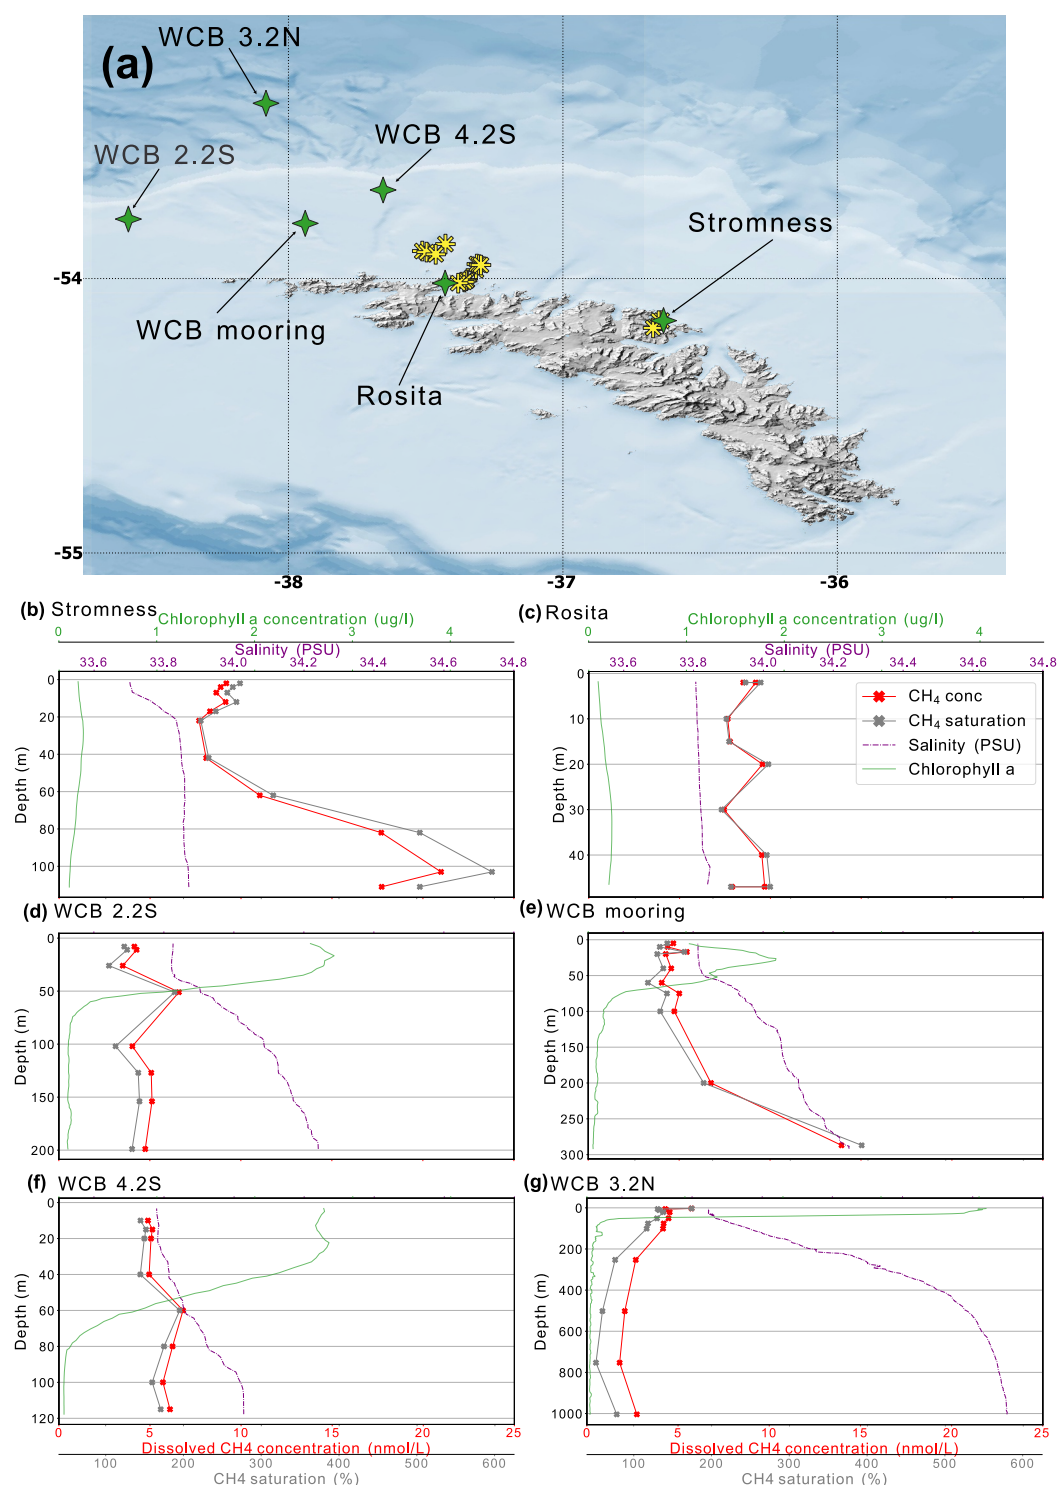 (a)
WCB 3.2N
WCB 4.2S
WCB 2.2S
Stromness
-54
WCB mooring
Rosita
-55
-38 -37 -36
(b) Stromness
Chlorophyll a concentration (ug/l)
0 1 2 3 4
Salinity (PSU)
33.6 33.8 34.0 34.2 34.4 34.6 34.8
0
20
40
60
80
100
Depth (m)
(c) Rosita
Chlorophyll a concentration (ug/l)
0 1 2 3 4
Salinity (PSU)
33.6 33.8 34.0 34.2 34.4 34.6 34.8
0
10
20
30
40
Depth (m)
CH4 conc
CH4 saturation
Salinity (PSU)
Chlorophyll a
(d) WCB 2.2S
0
50
100
150
200
Depth (m)
(e) WCB mooring
0
50
100
150
200
250
300
Depth (m)
(f) WCB 4.2S
0
20
40
60
80
100
120
Depth (m)
0 5 10 15 20 25
Dissolved CH4 concentration (nmol/L)
100 200 300 400 500 600
CH4 saturation (%)
(g) WCB 3.2N
0
200
400
600
800
1000
Depth (m)
0 5 10 15 20 25
Dissolved CH4 concentration (nmol/L)
100 200 300 400 500 600
CH4 saturation (%)